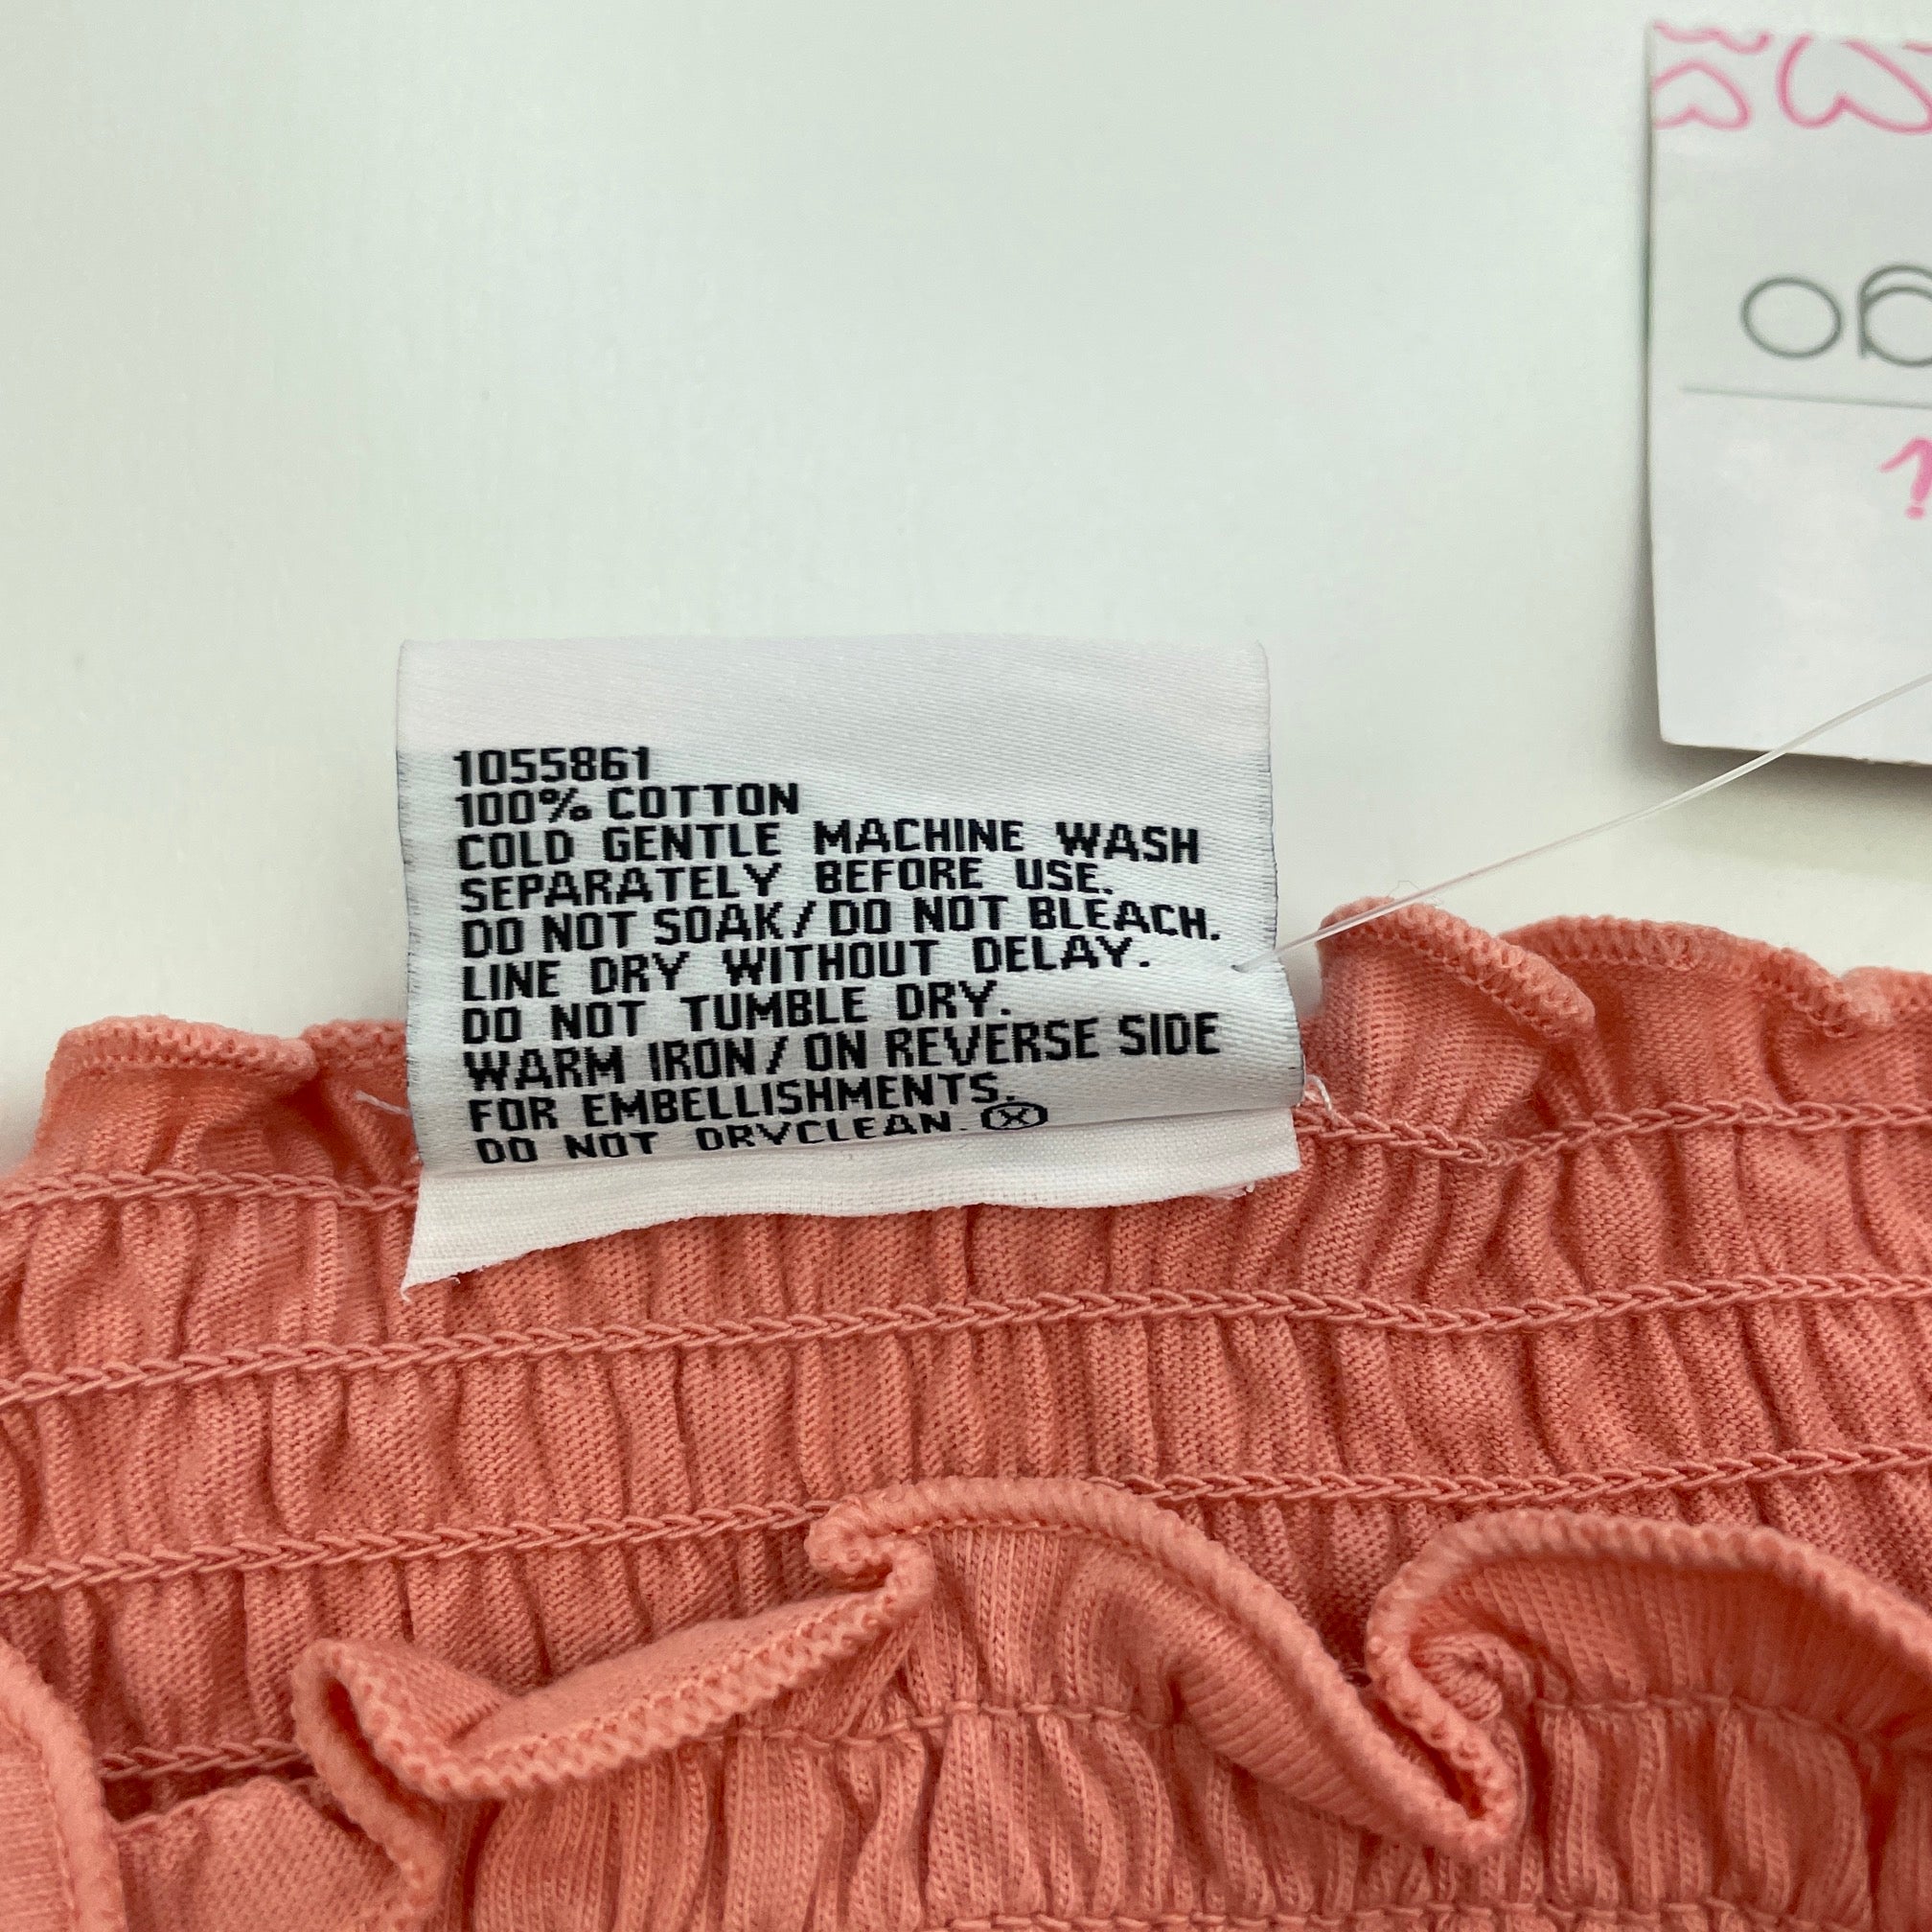 1055861
100% COTTON
COLD GENTLE MACHINE WASH
SEPARATELY BEFORE USE.
DO NOT SOAK/DO NOT BLEACH.
LINE DRY WITHOUT DELAY.
DO NOT TUMBLE DRY.
WARM IRON/ON REVERSE SIDE
FOR EMBELLISHMENTS.
DO NOT DRYCLEAN.